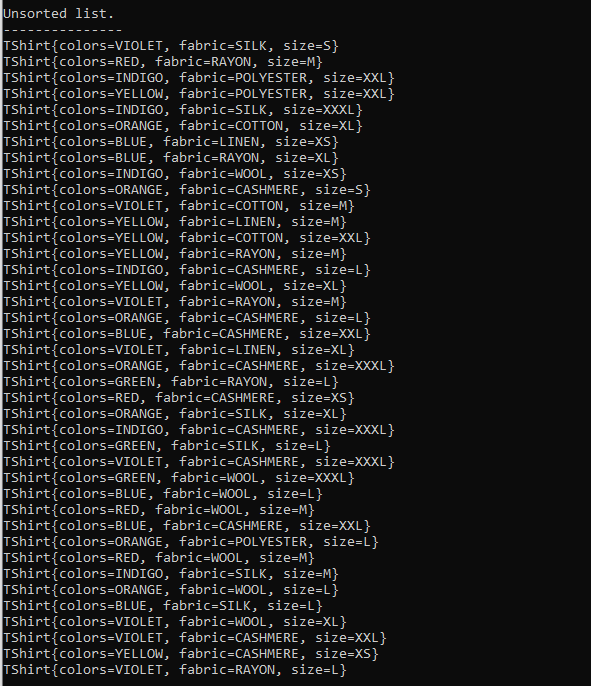 Unsorted list.
---------------
TShirt{colors=VIOLET, fabric=SILK, size=S}
TShirt{colors=RED, fabric=RAYON, size=M}
TShirt{colors=INDIGO, fabric=POLYESTER, size=XXL}
TShirt{colors=YELLOW, fabric=POLYESTER, size=XXL}
TShirt{colors=INDIGO, fabric=SILK, size=XXXL}
TShirt{colors=ORANGE, fabric=COTTON, size=XL}
TShirt{colors=BLUE, fabric=LINEN, size=XS}
TShirt{colors=BLUE, fabric=RAYON, size=XL}
TShirt{colors=INDIGO, fabric=WOOL, size=XS}
TShirt{colors=ORANGE, fabric=CASHMERE, size=S}
TShirt{colors=VIOLET, fabric=COTTON, size=M}
TShirt{colors=YELLOW, fabric=LINEN, size=M}
TShirt{colors=YELLOW, fabric=COTTON, size=XXL}
TShirt{colors=YELLOW, fabric=RAYON, size=M}
TShirt{colors=INDIGO, fabric=CASHMERE, size=L}
TShirt{colors=YELLOW, fabric=WOOL, size=XL}
TShirt{colors=VIOLET, fabric=RAYON, size=M}
TShirt{colors=ORANGE, fabric=CASHMERE, size=L}
TShirt{colors=BLUE, fabric=CASHMERE, size=XXL}
TShirt{colors=VIOLET, fabric=LINEN, size=XL}
TShirt{colors=ORANGE, fabric=CASHMERE, size=XXXL}
TShirt{colors=GREEN, fabric=RAYON, size=L}
TShirt{colors=RED, fabric=CASHMERE, size=XS}
TShirt{colors=ORANGE, fabric=SILK, size=XL}
TShirt{colors=INDIGO, fabric=CASHMERE, size=XXXL}
TShirt{colors=GREEN, fabric=SILK, size=L}
TShirt{colors=VIOLET, fabric=CASHMERE, size=XXXL}
TShirt{colors=GREEN, fabric=WOOL, size=XXXL}
TShirt{colors=BLUE, fabric=WOOL, size=L}
TShirt{colors=RED, fabric=WOOL, size=M}
TShirt{colors=BLUE, fabric=CASHMERE, size=XXL}
TShirt{colors=ORANGE, fabric=POLYESTER, size=L}
TShirt{colors=RED, fabric=WOOL, size=M}
TShirt{colors=INDIGO, fabric=SILK, size=M}
TShirt{colors=ORANGE, fabric=WOOL, size=L}
TShirt{colors=BLUE, fabric=SILK, size=L}
TShirt{colors=VIOLET, fabric=WOOL, size=XL}
TShirt{colors=VIOLET, fabric=CASHMERE, size=XXL}
TShirt{colors=YELLOW, fabric=CASHMERE, size=XS}
TShirt{colors=VIOLET, fabric=RAYON, size=L}